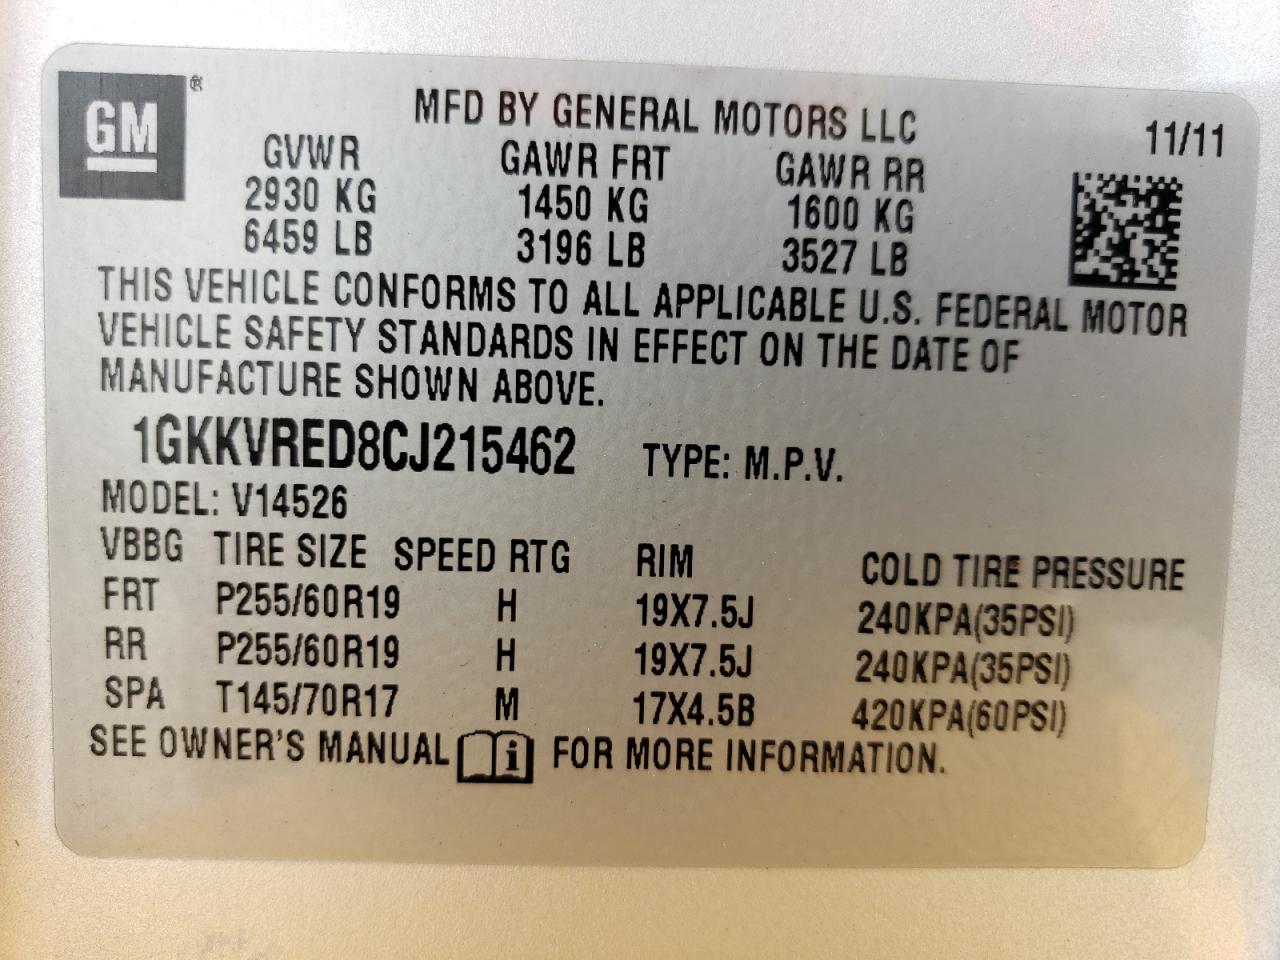 GM ®
MFD BY GENERAL MOTORS LLC 11/11
GVWR GAWR FRT GAWR RR
2930 KG 1450 KG 1600 KG
6459 LB 3196 LB 3527 LB
THIS VEHICLE CONFORMS TO ALL APPLICABLE U.S. FEDERAL MOTOR
VEHICLE SAFETY STANDARDS IN EFFECT ON THE DATE OF
MANUFACTURE SHOWN ABOVE.
1GKKVRED8CJ215462 TYPE: M.P.V.
MODEL: V14526
VBBG TIRE SIZE SPEED RTG RIM COLD TIRE PRESSURE
FRT P255/60R19 H 19X7.5J 240KPA(35PSI)
RR P255/60R19 H 19X7.5J 240KPA(35PSI)
SPA T145/70R17 M 17X4.5B 420KPA(60PSI)
SEE OWNER'S MANUAL i FOR MORE INFORMATION.